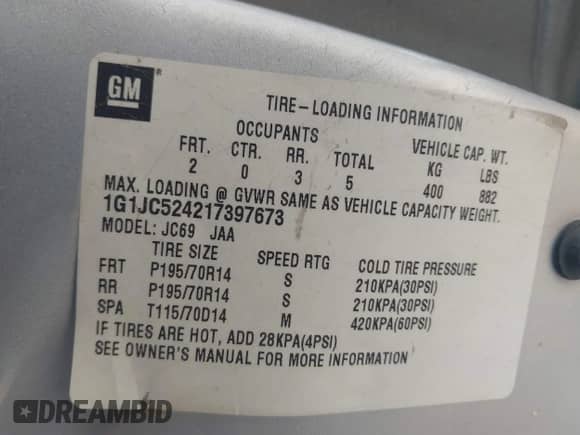 GM ®
TIRE-LOADING INFORMATION
OCCUPANTS VEHICLE CAP. WT.
FRT. CTR. RR. TOTAL KG LBS
2 0 3 5 400 882
MAX. LOADING @ GVWR SAME AS VEHICLE CAPACITY WEIGHT.
1G1JC524217397673
MODEL: JC69 JAA
TIRE SIZE SPEED RTG COLD TIRE PRESSURE
FRT P195/70R14 S 210KPA(30PSI)
RR P195/70R14 S 210KPA(30PSI)
SPA T115/70D14 M 420KPA(60PSI)
IF TIRES ARE HOT, ADD 28KPA(4PSI)
SEE OWNER'S MANUAL FOR MORE INFORMATION
DREAMBID